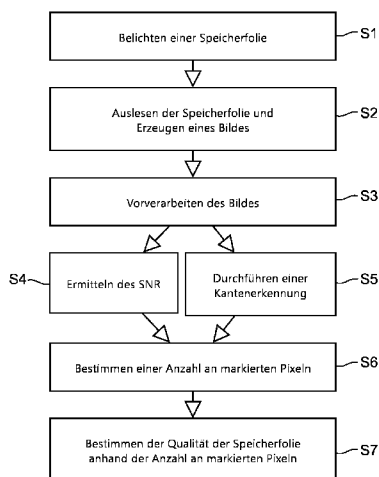 Belichten einer Speicherfolie
S1
Auslesen der Speicherfolie und
Erzeugen eines Bildes
S2
Vorverarbeiten des Bildes
S3
S4
Ermitteln des SNR
Durchführen einer
Kantenerkennung
S5
Bestimmen einer Anzahl an markierten Pixeln
S6
Bestimmen der Qualität der Speicherfolie
anhand der Anzahl an markierten Pixeln
S7